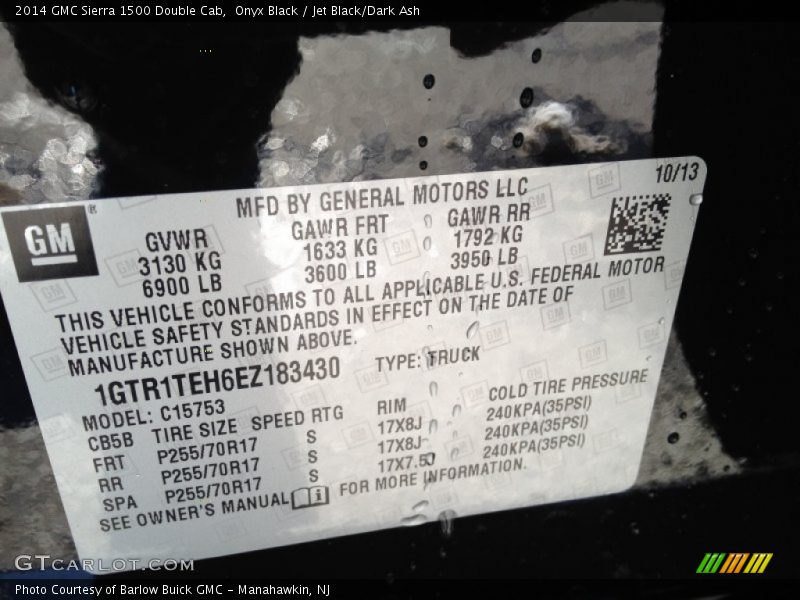 2014 GMC Sierra 1500 Double Cab,  Onyx Black / Jet Black/Dark Ash
10/13
MFD BY GENERAL MOTORS LLC
GM
GVWR GAWR FRT GAWR RR
3130 KG 1633 KG 1792 KG
6900 LB 3600 LB 3950 LB
THIS VEHICLE CONFORMS TO ALL APPLICABLE U.S. FEDERAL MOTOR
VEHICLE SAFETY STANDARDS IN EFFECT ON THE DATE OF
MANUFACTURE SHOWN ABOVE.
1GTR1TEH6EZ183430 TYPE: TRUCK
MODEL: C15753
CB5B TIRE SIZE SPEED RTG RIM COLD TIRE PRESSURE
FRT P255/70R17 S 17X8J 240KPA(35PSI)
RR P255/70R17 S 17X8J 240KPA(35PSI)
SPA P255/70R17 S 17X7.5J 240KPA(35PSI)
SEE OWNER'S MANUAL FOR MORE INFORMATION.
GTcarlot.com
Photo Courtesy of Barlow Buick GMC - Manahawkin, NJ